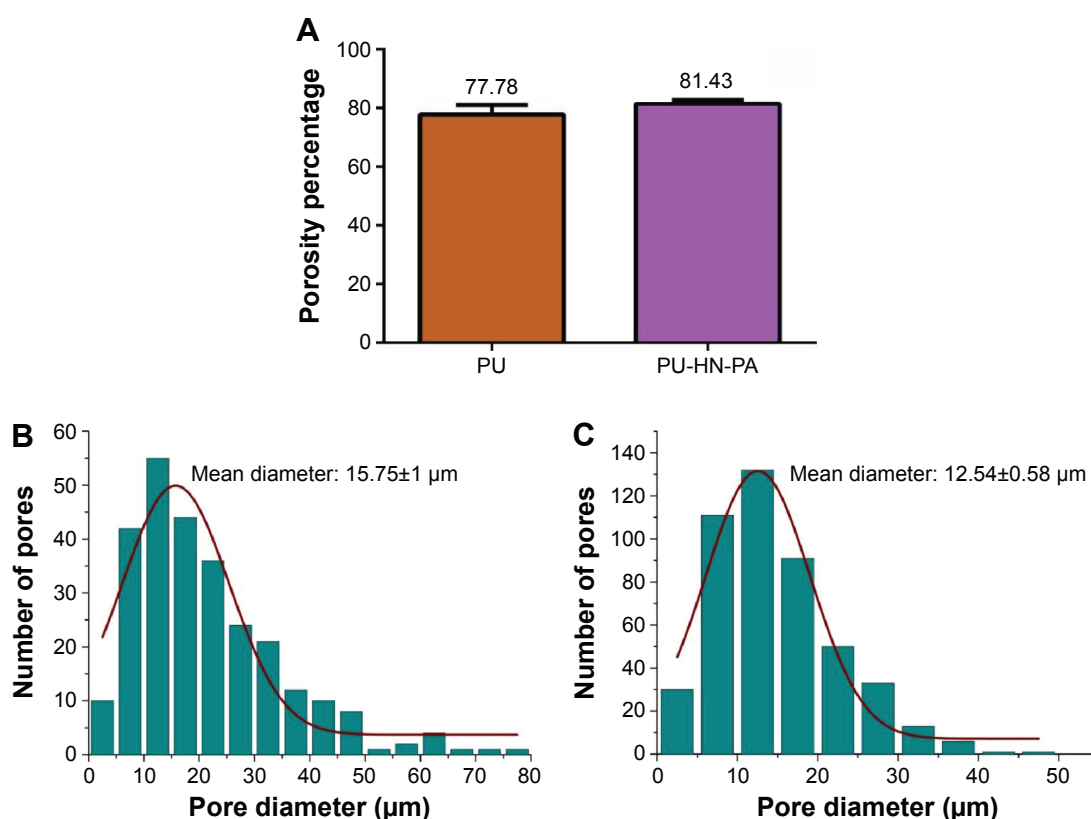 A
Porosity percentage
100
80
60
40
20
0
77.78
81.43
PU
PU-HN-PA
B
Number of pores
60
50
40
30
20
10
0
Mean diameter: 15.75±1 µm
0 10 20 30 40 50 60 70 80
Pore diameter (µm)
C
Number of pores
140
120
100
80
60
40
20
0
Mean diameter: 12.54±0.58 µm
0 10 20 30 40 50
Pore diameter (µm)